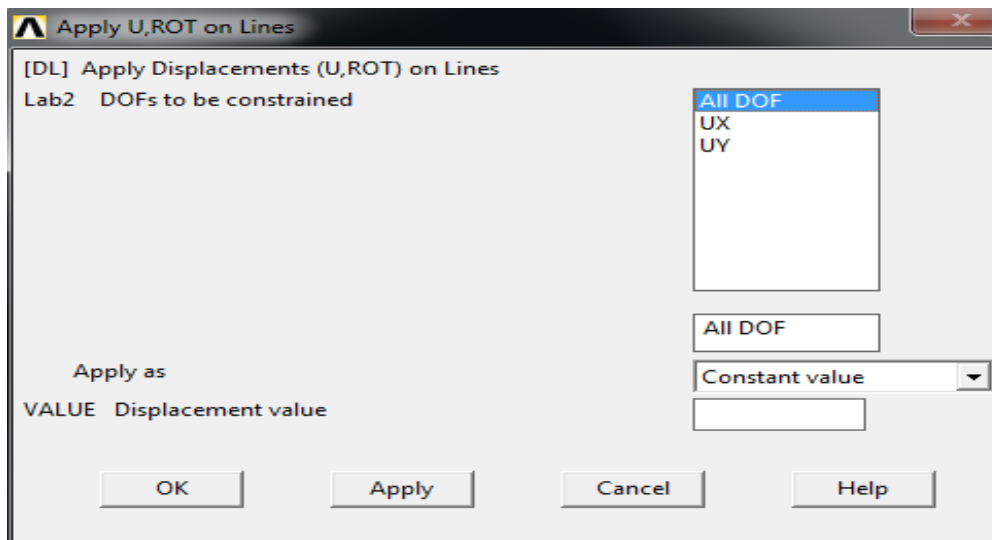 Apply U,ROT on Lines
[DL] Apply Displacements (U,ROT) on Lines
Lab2 DOFs to be constrained
All DOF
UX
UY
All DOF
Apply as Constant value
VALUE Displacement value
OK Apply Cancel Help